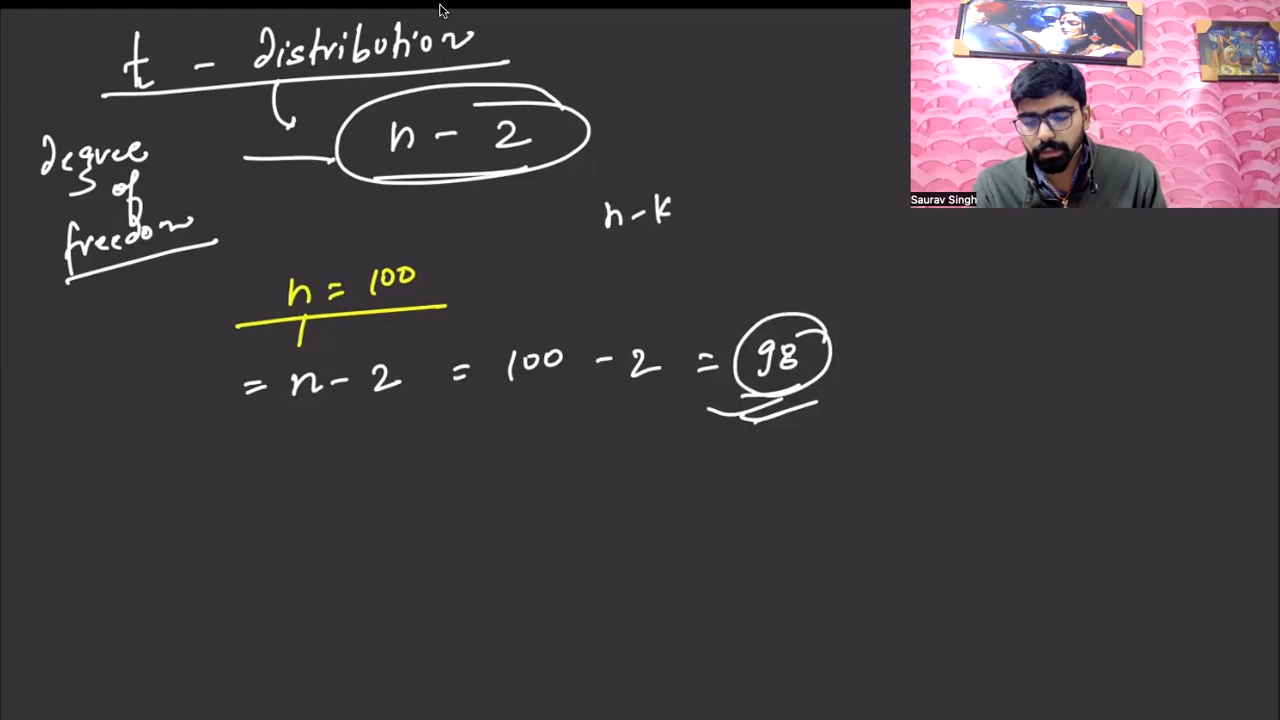 t - distribution
n - 2
degree
of
freedom
n - k
n = 100
= n - 2 = 100 - 2 = 98
Saurav Singh